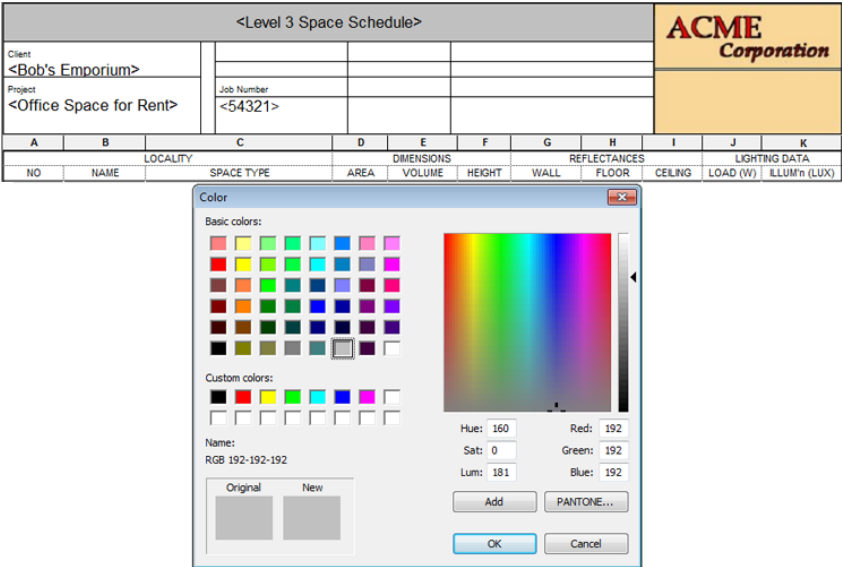 <Level 3 Space Schedule>
ACME
Corporation
Client
<Bob's Emporium>
Project
<Office Space for Rent>
Job Number
<54321>
A B C D E F G H I J K
LOCALITY DIMENSIONS REFLECTANCES LIGHTING DATA
NO NAME SPACE TYPE AREA VOLUME HEIGHT WALL FLOOR CEILING LOAD (W) ILLUM'n (LUX)
Color
Basic colors:
Custom colors:
Name:
RGB 192-192-192
Original New
Hue: 160 Red: 192
Sat: 0 Green: 192
Lum: 181 Blue: 192
Add PANTONE...
OK Cancel